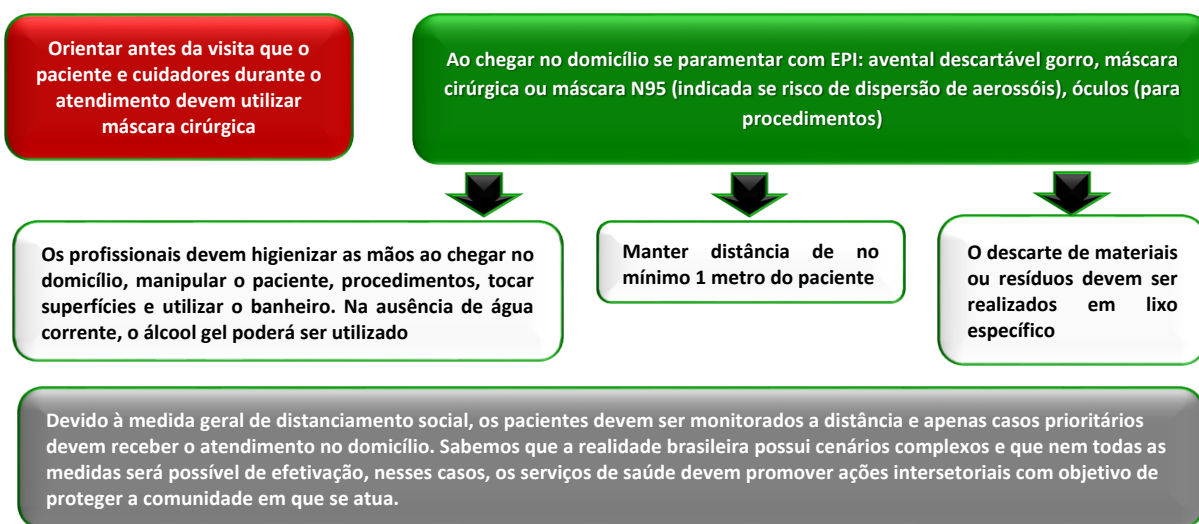 Orientar antes da visita que o
paciente e cuidadores durante o
atendimento devem utilizar
máscara cirúrgica
Ao chegar no domicílio se paramentar com EPI: avental descartável gorro, máscara
cirúrgica ou máscara N95 (indicada se risco de dispersão de aerossóis), óculos (para
procedimentos)
Os profissionais devem higienizar as mãos ao chegar no
domicílio, manipular o paciente, procedimentos, tocar
superfícies e utilizar o banheiro. Na ausência de água
corrente, o álcool gel poderá ser utilizado
Manter distância de no
mínimo 1 metro do paciente
O descarte de materiais
ou resíduos devem ser
realizados em lixo
específico
Devido à medida geral de distanciamento social, os pacientes devem ser monitorados a distância e apenas casos prioritários
devem receber o atendimento no domicílio. Sabemos que a realidade brasileira possui cenários complexos e que nem todas as
medidas será possível de efetivação, nesses casos, os serviços de saúde devem promover ações intersetoriais com objetivo de
proteger a comunidade em que se atua.